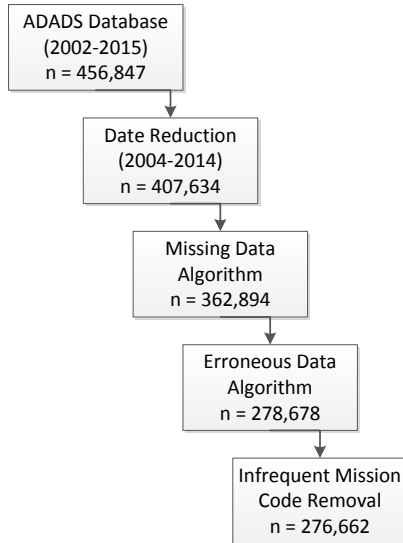 ADADS Database
(2002-2015)
n = 456,847
Date Reduction
(2004-2014)
n = 407,634
Missing Data
Algorithm
n = 362,894
Erroneous Data
Algorithm
n = 278,678
Infrequent Mission
Code Removal
n = 276,662